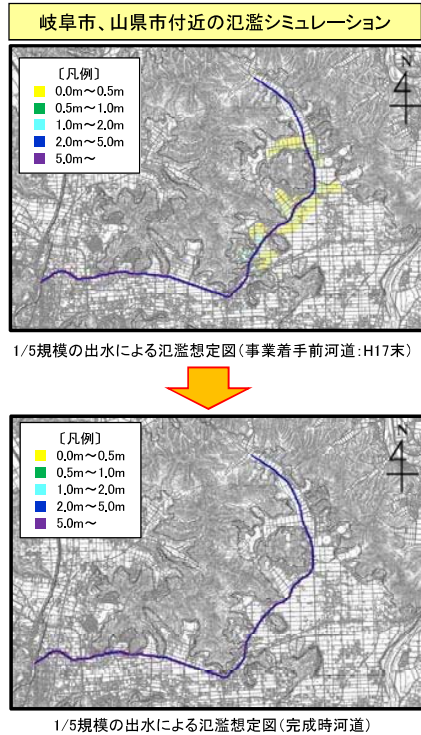 岐阜市、山県市付近の氾濫シミュレーション
〔凡例〕
0.0m～0.5m
0.5m～1.0m
1.0m～2.0m
2.0m～5.0m
5.0m～
1/5規模の出水による氾濫想定図(事業着手前河道:H17末)
〔凡例〕
0.0m～0.5m
0.5m～1.0m
1.0m～2.0m
2.0m～5.0m
5.0m～
1/5規模の出水による氾濫想定図(完成時河道)